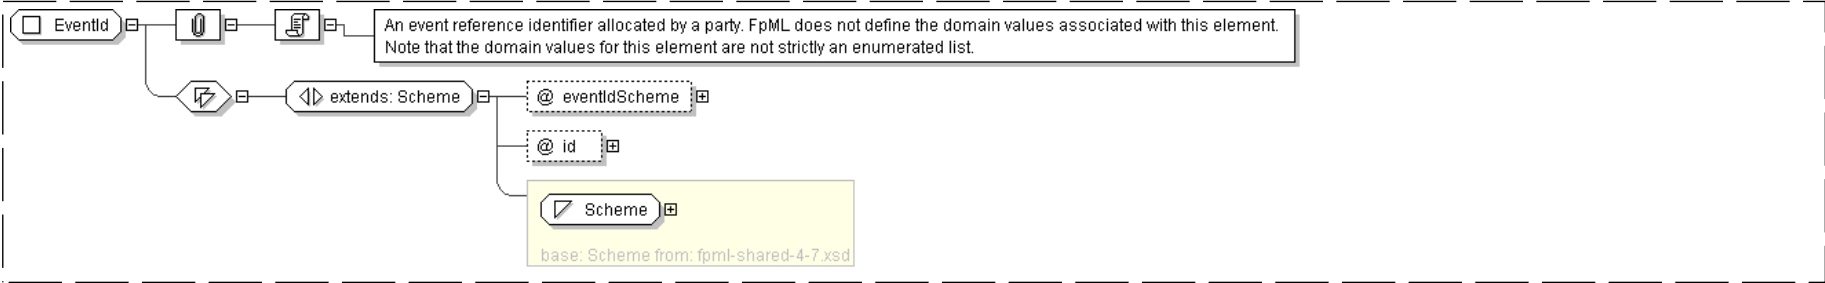 EventId
An event reference identifier allocated by a party. FpML does not define the domain values associated with this element.
Note that the domain values for this element are not strictly an enumerated list.
extends: Scheme
@ eventIdScheme
@ id
Scheme
base: Scheme from: fpml-shared-4-7.xsd